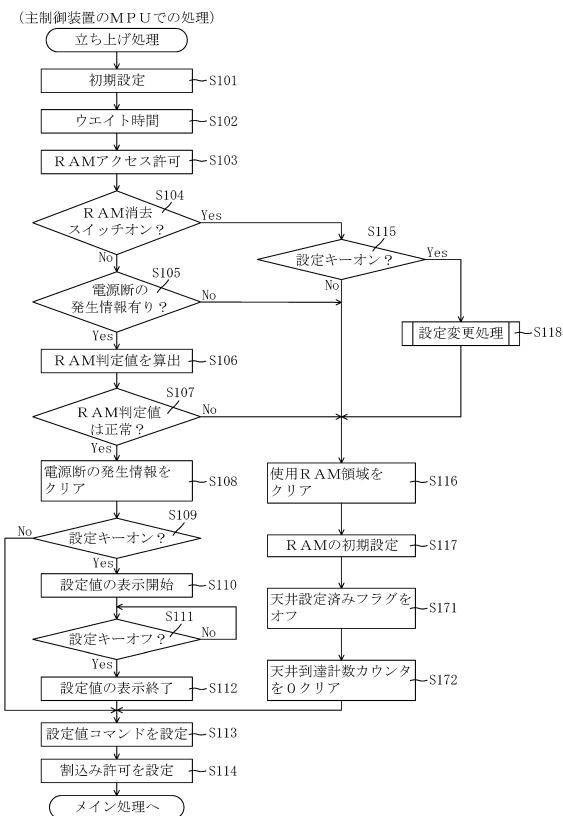 (主制御装置のＭＰＵでの処理)
立ち上げ処理
初期設定
S101
ウエイト時間
S102
ＲＡＭアクセス許可
S103
S104
ＲＡＭ消去
スイッチオン？
Yes
No
S115
設定キーオン？
Yes
No
S105
電源断の
発生情報有り？
No
Yes
設定変更処理
S118
ＲＡＭ判定値を算出
S106
S107
ＲＡＭ判定値
は正常？
No
Yes
電源断の発生情報を
クリア
S108
使用ＲＡＭ領域を
クリア
S116
S109
設定キーオン？
No
Yes
ＲＡＭの初期設定
S117
設定値の表示開始
S110
天井設定済みフラグを
オフ
S171
S111
設定キーオフ？
No
Yes
設定値の表示終了
S112
天井到達計数カウンタ
を０クリア
S172
設定値コマンドを設定
S113
割込み許可を設定
S114
メイン処理へ